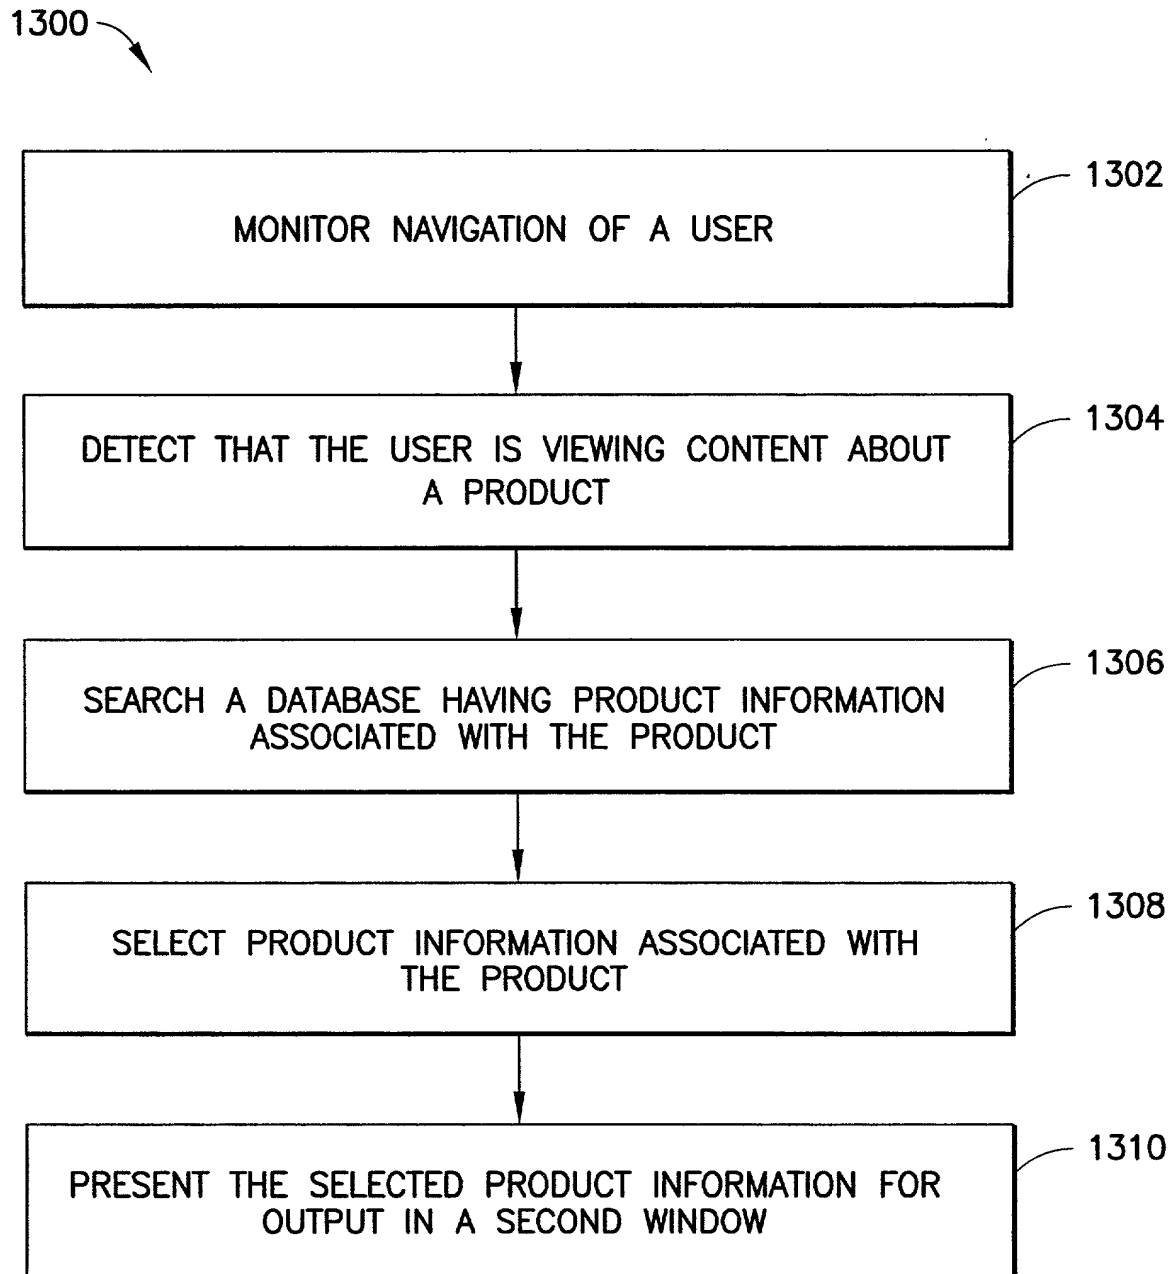 1300
1302
MONITOR NAVIGATION OF A USER
1304
DETECT THAT THE USER IS VIEWING CONTENT ABOUT
A PRODUCT
1306
SEARCH A DATABASE HAVING PRODUCT INFORMATION
ASSOCIATED WITH THE PRODUCT
1308
SELECT PRODUCT INFORMATION ASSOCIATED WITH
THE PRODUCT
1310
PRESENT THE SELECTED PRODUCT INFORMATION FOR
OUTPUT IN A SECOND WINDOW